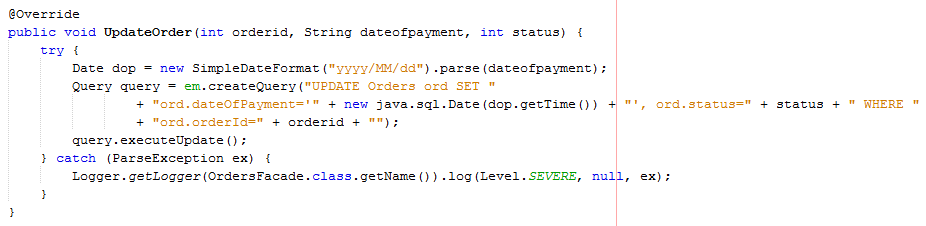 @Override
public void UpdateOrder(int orderid, String dateofpayment, int status) {
    try {
        Date dop = new SimpleDateFormat("yyyy/MM/dd").parse(dateofpayment);
        Query query = em.createQuery("UPDATE Orders ord SET "
                + "ord.dateOfPayment='" + new java.sql.Date(dop.getTime()) + "', ord.status=" + status + " WHERE "
                + "ord.orderId=" + orderid + "");
        query.executeUpdate();
    } catch (ParseException ex) {
        Logger.getLogger(OrdersFacade.class.getName()).log(Level.SEVERE, null, ex);
    }
}